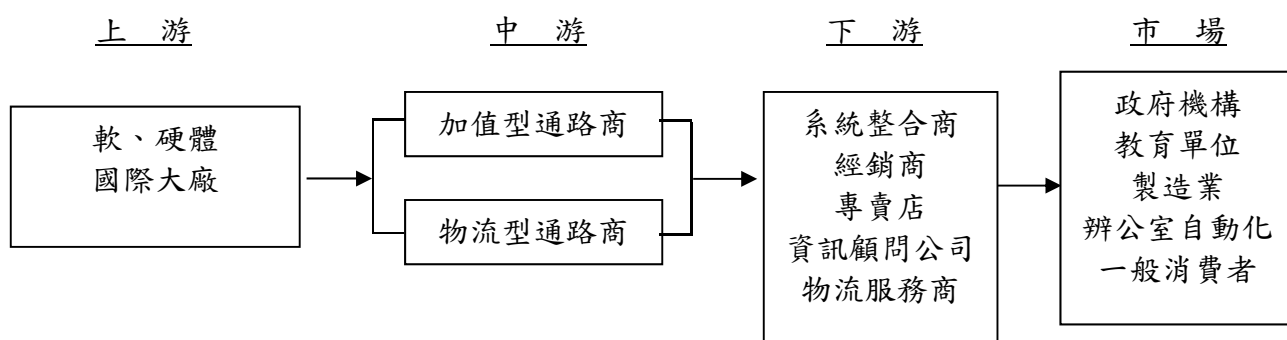 上 游
中 游
下 游
市 場
軟、硬體
國際大廠
加值型通路商
物流型通路商
系統整合商
經銷商
專賣店
資訊顧問公司
物流服務商
政府機構
教育單位
製造業
辦公室自動化
一般消費者